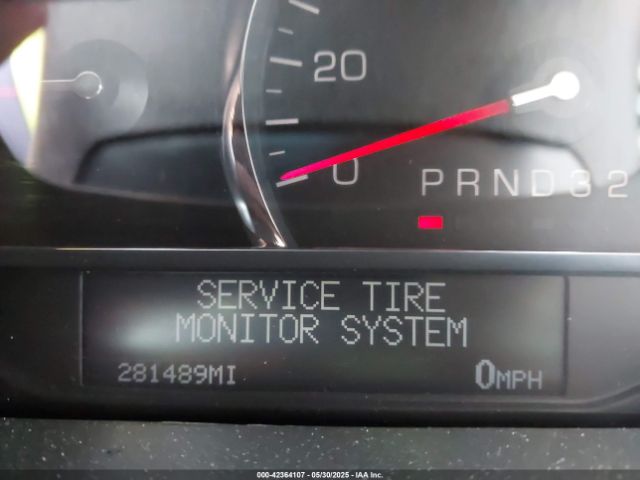 20
0
PRND32
SERVICE TIRE
MONITOR SYSTEM
281489MI 0MPH
000-42364107 - 05/30/2025 - IAA Inc.